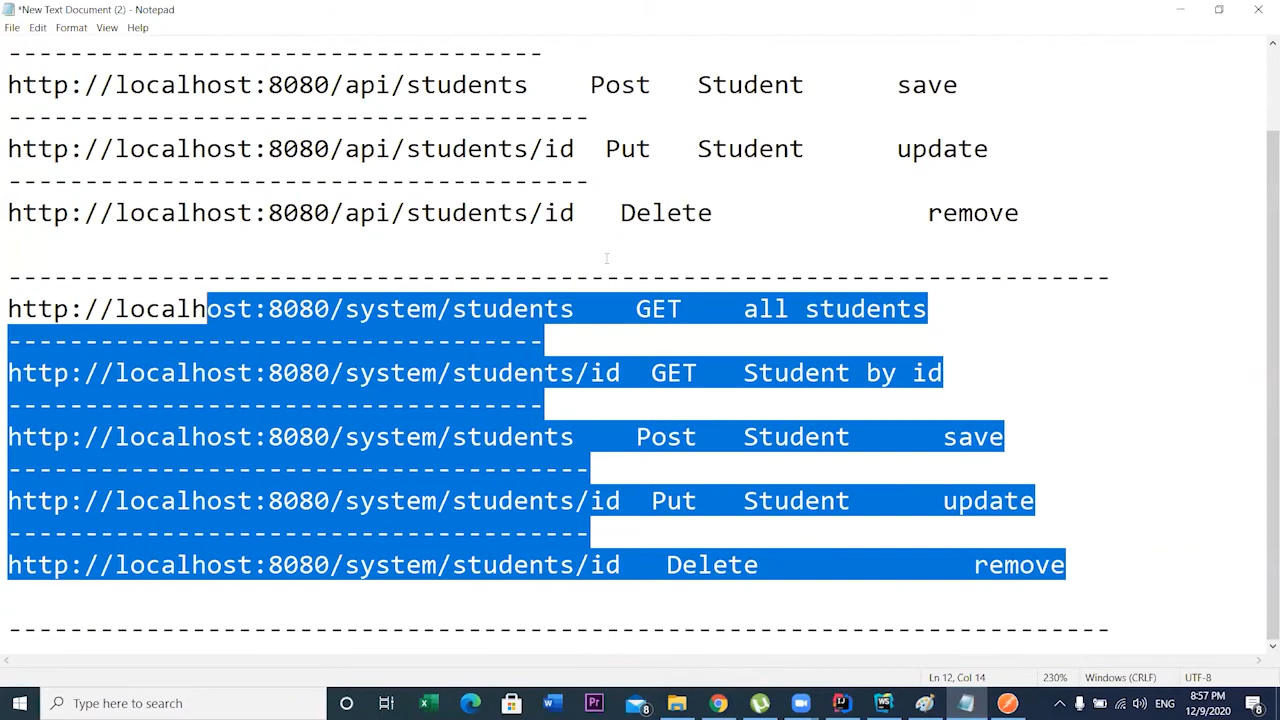 *New Text Document (2) - Notepad
File Edit Format View Help
-----------------------------------
http://localhost:8080/api/students Post Student save
--------------------------------------
http://localhost:8080/api/students/id Put Student update
--------------------------------------
http://localhost:8080/api/students/id Delete remove
------------------------------------------------------------------------
http://localhost:8080/system/students GET all students
-----------------------------------
http://localhost:8080/system/students/id GET Student by id
-----------------------------------
http://localhost:8080/system/students Post Student save
--------------------------------------
http://localhost:8080/system/students/id Put Student update
--------------------------------------
http://localhost:8080/system/students/id Delete remove
------------------------------------------------------------------------
Ln 12, Col 14 230% Windows (CRLF) UTF-8
Type here to search
8
ENG
8:57 PM
12/9/2020
8